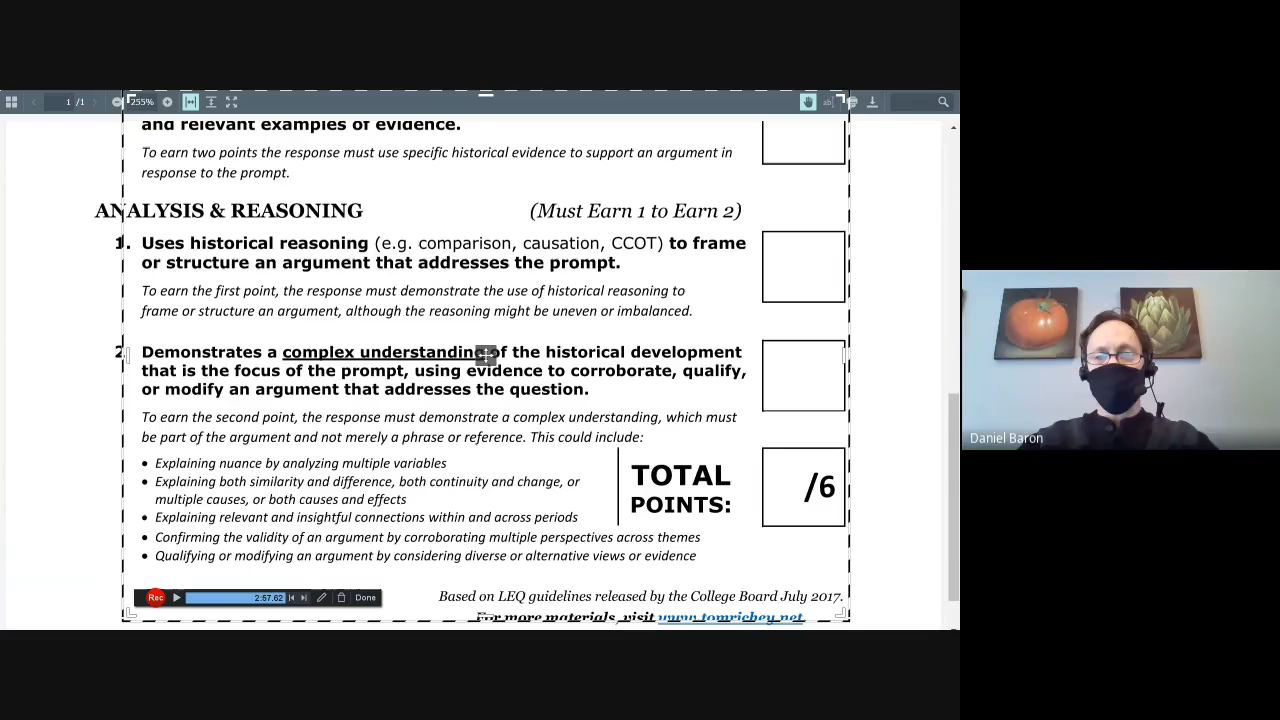 1 /1
255%
and relevant examples of evidence.
To earn two points the response must use specific historical evidence to support an argument in
response to the prompt.
ANALYSIS & REASONING (Must Earn 1 to Earn 2)
1. Uses historical reasoning (e.g. comparison, causation, CCOT) to frame
or structure an argument that addresses the prompt.
To earn the first point, the response must demonstrate the use of historical reasoning to
frame or structure an argument, although the reasoning might be uneven or imbalanced.
2. Demonstrates a complex understanding of the historical development
that is the focus of the prompt, using evidence to corroborate, qualify,
or modify an argument that addresses the question.
To earn the second point, the response must demonstrate a complex understanding, which must
be part of the argument and not merely a phrase or reference. This could include:
• Explaining nuance by analyzing multiple variables
• Explaining both similarity and difference, both continuity and change, or
multiple causes, or both causes and effects
• Explaining relevant and insightful connections within and across periods
• Confirming the validity of an argument by corroborating multiple perspectives across themes
• Qualifying or modifying an argument by considering diverse or alternative views or evidence
TOTAL
POINTS:
/6
Rec 2:57.62 Done
Based on LEQ guidelines released by the College Board July 2017.
For more materials, visit www.tomrichey.net
Daniel Baron